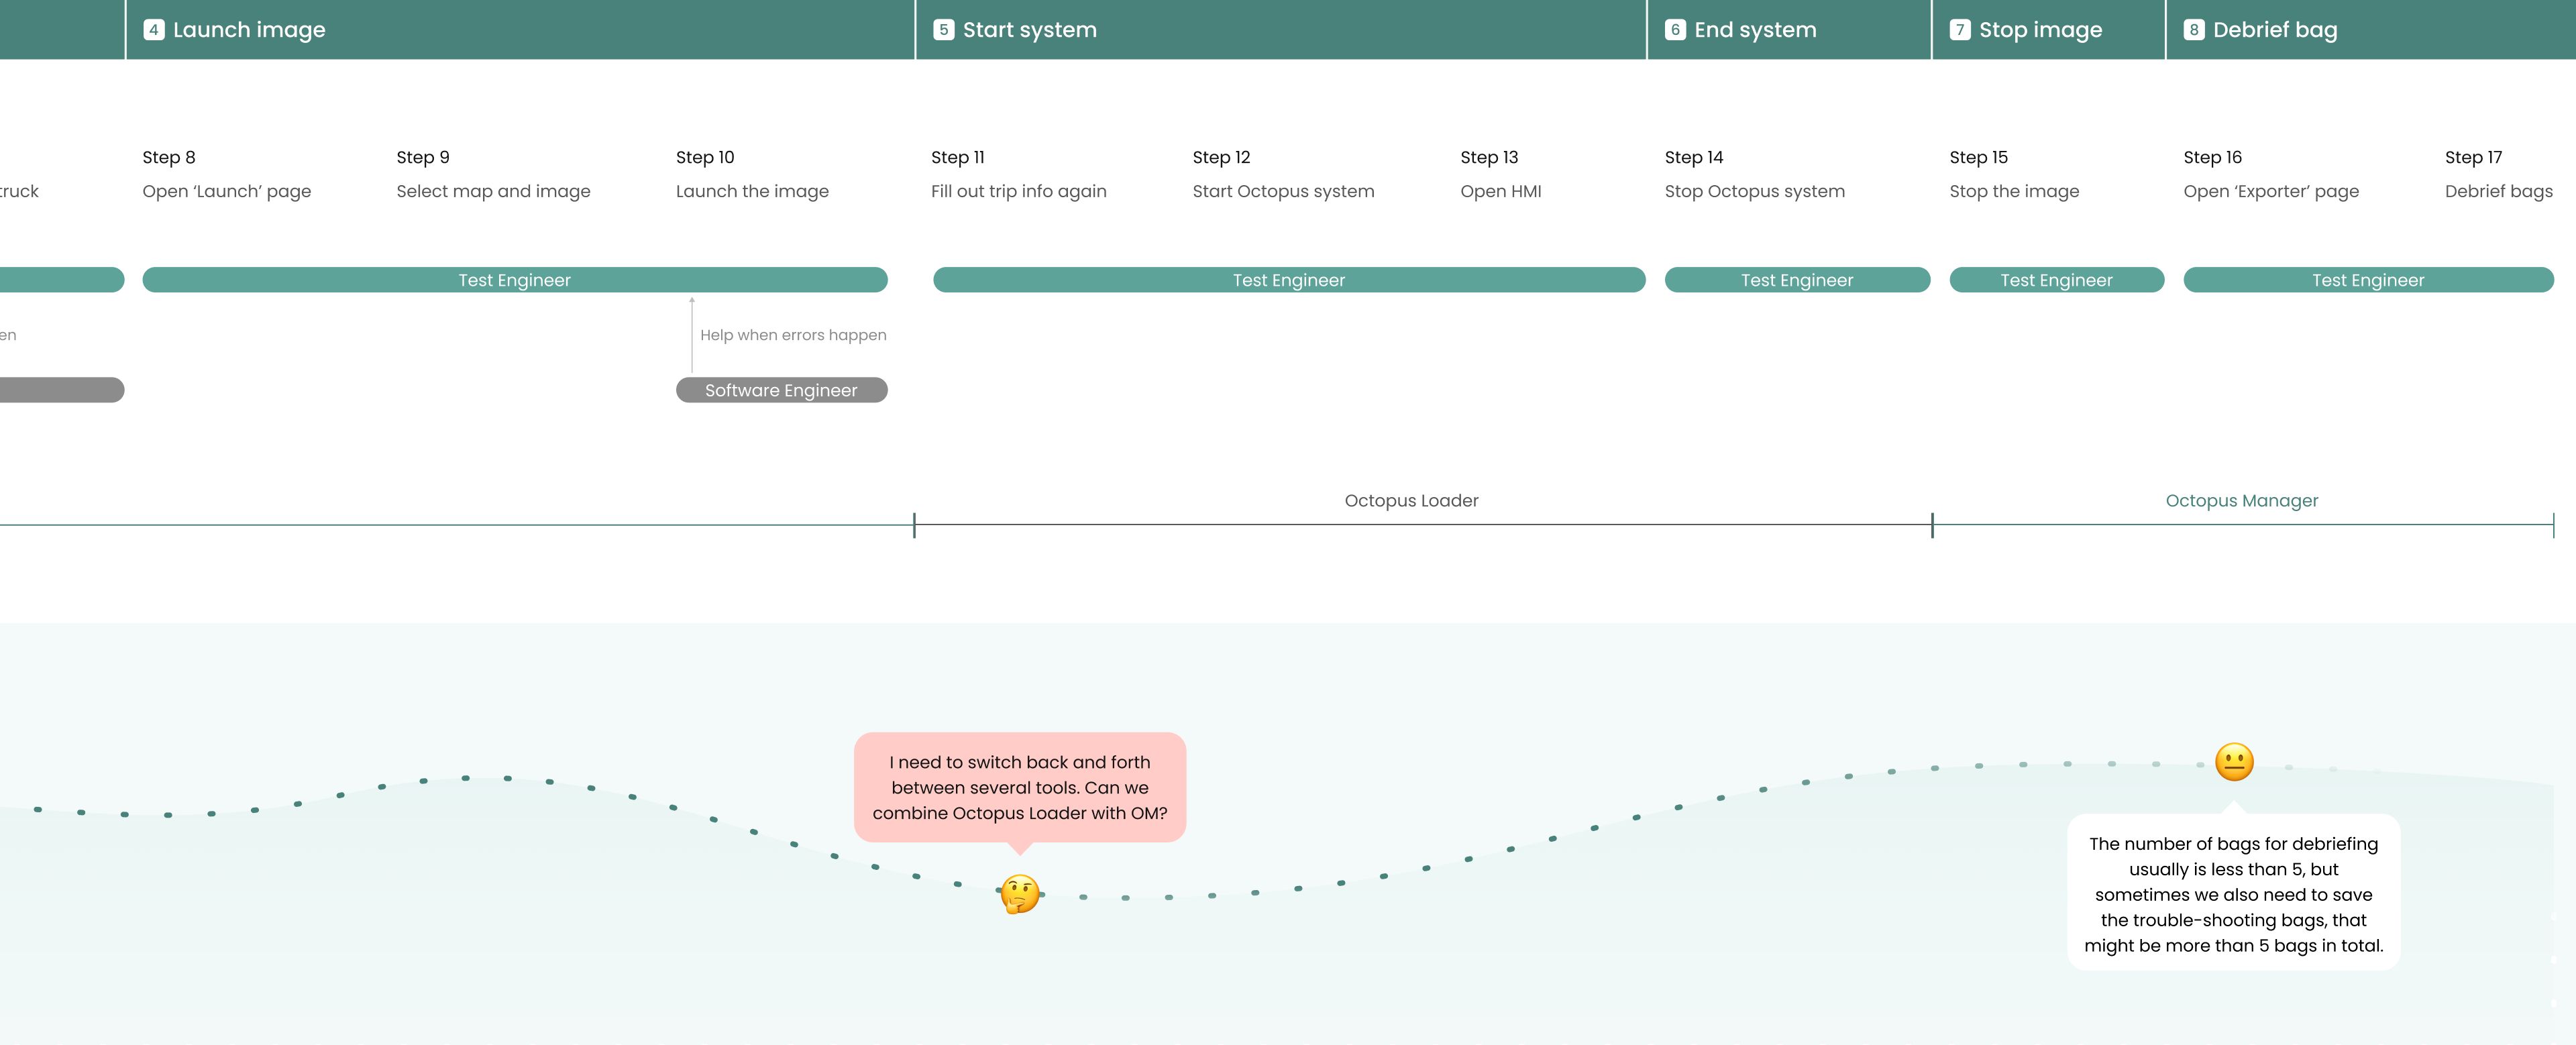 4 Launch image
5 Start system
6 End system
7 Stop image
8 Debrief bag
Step 8
Step 9
Step 10
Step 11
Step 12
Step 13
Step 14
Step 15
Step 16
Step 17
truck
Open ‘Launch’ page
Select map and image
Launch the image
Fill out trip info again
Start Octopus system
Open HMI
Stop Octopus system
Stop the image
Open ‘Exporter’ page
Debrief bags
Test Engineer
Test Engineer
Test Engineer
Test Engineer
Test Engineer
en
Help when errors happen
Software Engineer
Octopus Loader
Octopus Manager
I need to switch back and forth
between several tools. Can we
combine Octopus Loader with OM?
The number of bags for debriefing
usually is less than 5, but
sometimes we also need to save
the trouble-shooting bags, that
might be more than 5 bags in total.